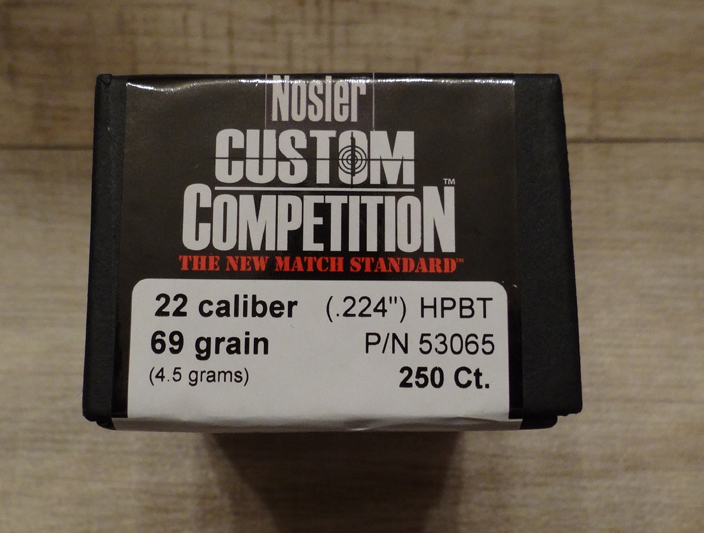 Nosler
CUSTOM
COMPETITION™
THE NEW MATCH STANDARD™
22 caliber (.224") HPBT
69 grain P/N 53065
(4.5 grams) 250 Ct.